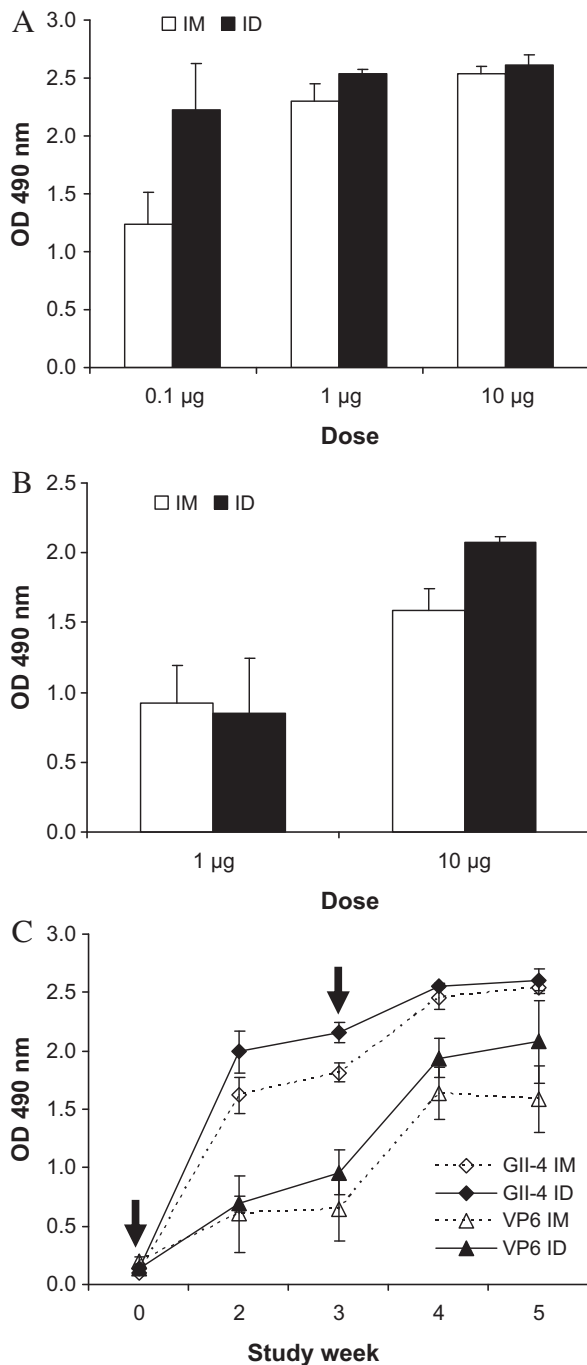 A
IM ID
3.0
2.5
2.0
1.5
1.0
0.5
0.0
OD 490 nm
0.1 µg 1 µg 10 µg
Dose
B
IM ID
2.5
2.0
1.5
1.0
0.5
0.0
OD 490 nm
1 µg 10 µg
Dose
C
3.0
2.5
2.0
1.5
1.0
0.5
0.0
OD 490 nm
GII-4 IM
GII-4 ID
VP6 IM
VP6 ID
0 2 3 4 5
Study week